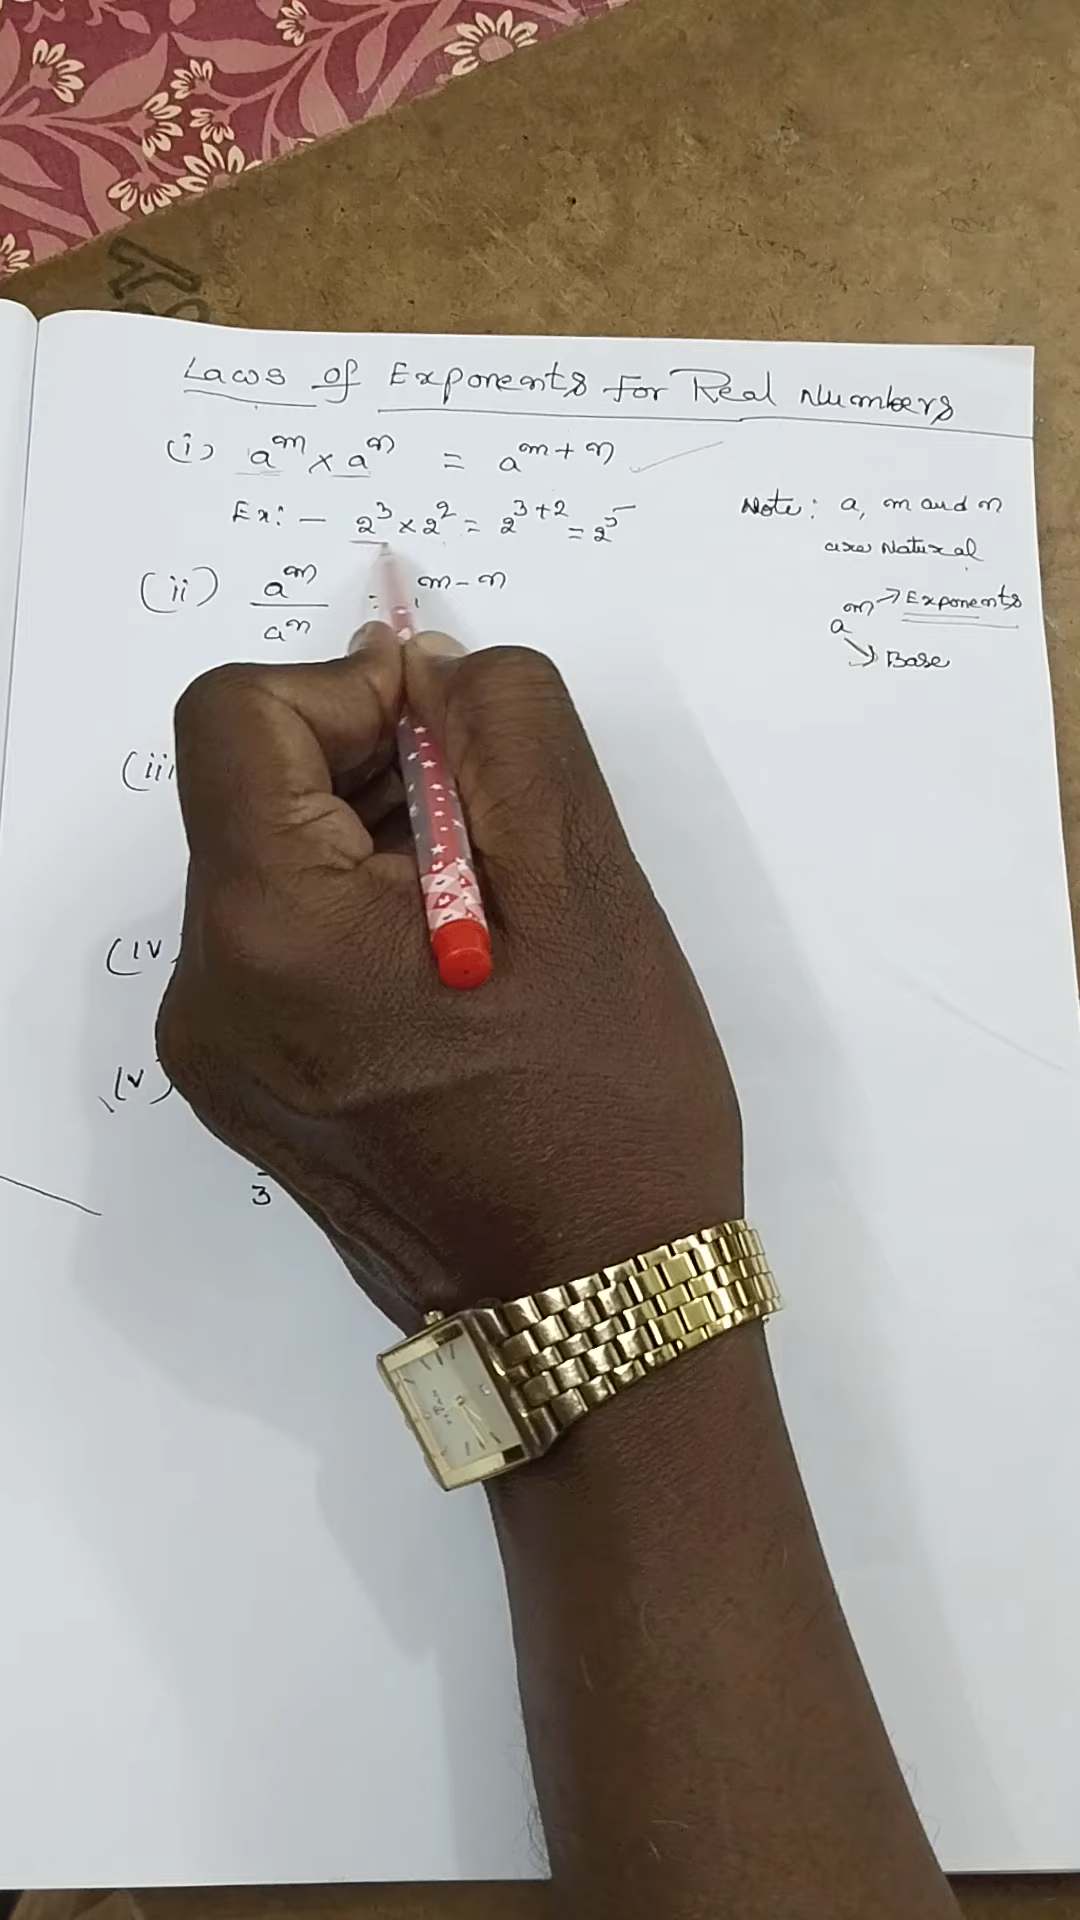 Laws of Exponents For Real Numbers
(i) a^m × a^n = a^(m+n)
Ex:- 2^3 × 2^2 = 2^(3+2) = 2^5
(ii) a^m / a^n = a^(m-n)
Note: a, m and n
are Natural
a^m → Exponents
↘ Base
(iii
(iv
(v)
3